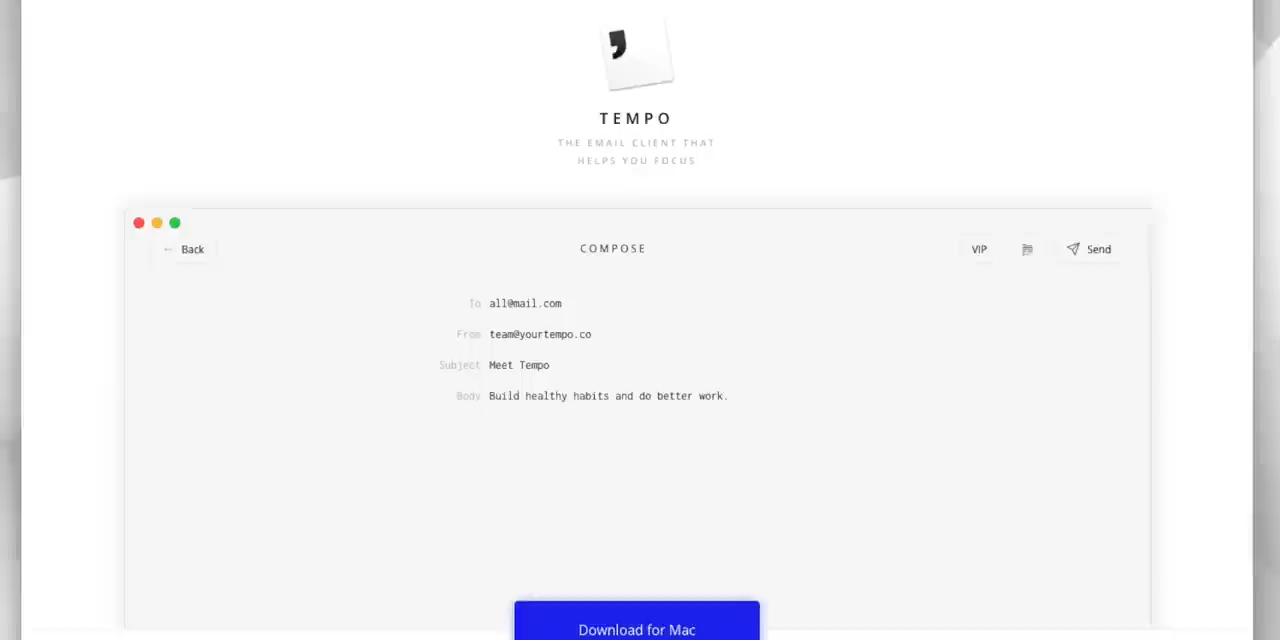 TEMPO
THE EMAIL CLIENT THAT
HELPS YOU FOCUS
← Back
COMPOSE
VIP
Send
To all@mail.com
From team@yourtempo.co
Subject Meet Tempo
Body Build healthy habits and do better work.
Download for Mac